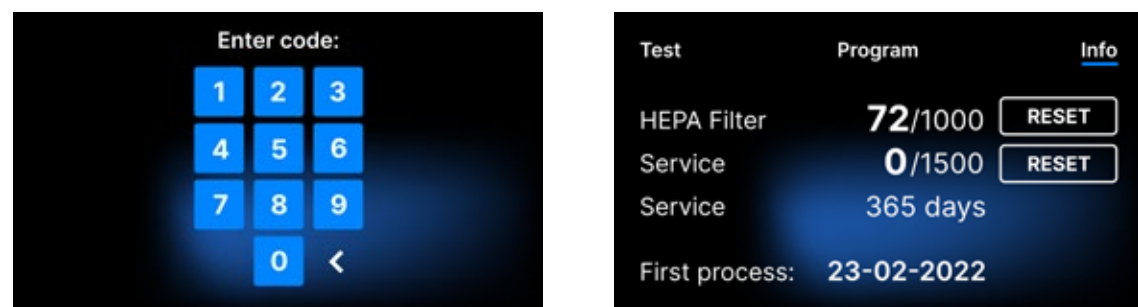 Enter code:
1 2 3
4 5 6
7 8 9
0 <
Test Program Info
HEPA Filter 72/1000 RESET
Service 0/1500 RESET
Service 365 days
First process: 23-02-2022